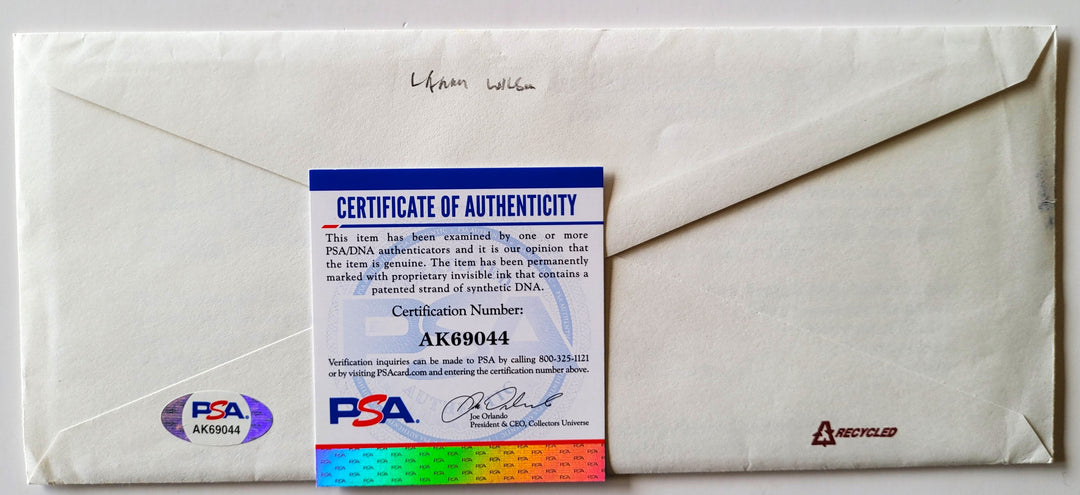 CERTIFICATE OF AUTHENTICITY
This item has been examined by one or more
PSA/DNA authenticators and it is our opinion that
the item is genuine. The item has been permanently
marked with proprietary invisible ink that contains a
patented strand of synthetic DNA.
Certification Number:
AK69044
Verification inquiries can be made to PSA by calling 800-325-1121
or by visiting PSAcard.com and entering the certification number above.
PSA
Joe Orlando
President & CEO, Collectors Universe
PSA
AK69044
RECYCLED